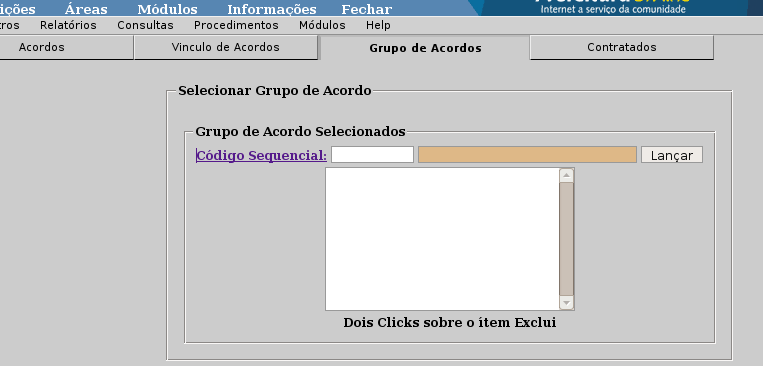 ições Áreas Módulos Informações Fechar
Internet a serviço da comunidade
ros Relatórios Consultas Procedimentos Módulos Help
Acordos Vinculo de Acordos Grupo de Acordos Contratados
Selecionar Grupo de Acordo
Grupo de Acordo Selecionados
Código Sequencial: Lançar
Dois Clicks sobre o ítem Exclui